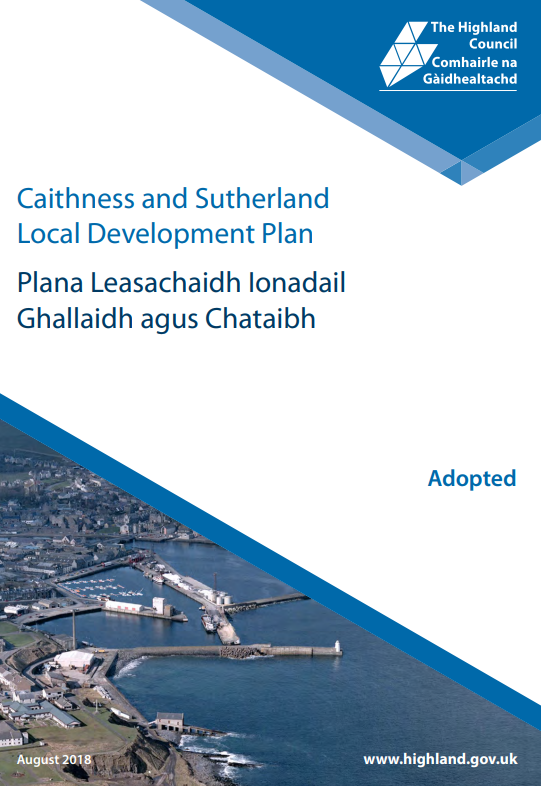 The Highland
Council
Comhairle na
Gàidhealtachd
Caithness and Sutherland
Local Development Plan
Plana Leasachaidh Ionadail
Ghallaidh agus Chataibh
Adopted
August 2018
www.highland.gov.uk